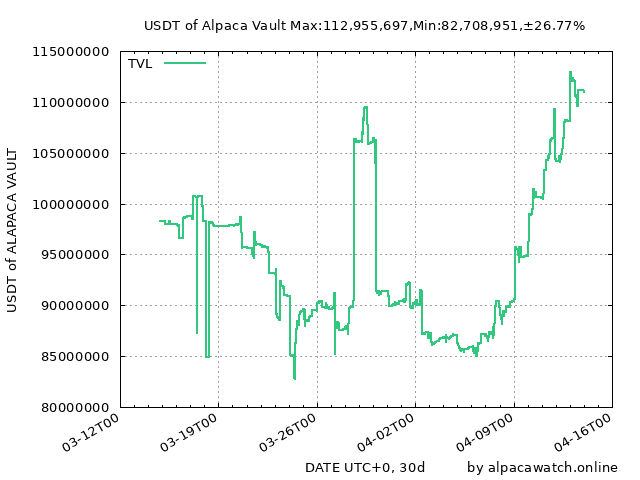 USDT of Alpaca Vault Max:112,955,697,Min:82,708,951,±26.77%
TVL
115000000
110000000
105000000
100000000
95000000
90000000
85000000
80000000
USDT of ALAPACA VAULT
03-12T00
03-19T00
03-26T00
04-02T00
04-09T00
04-16T00
DATE UTC+0, 30d
by alpacawatch.online